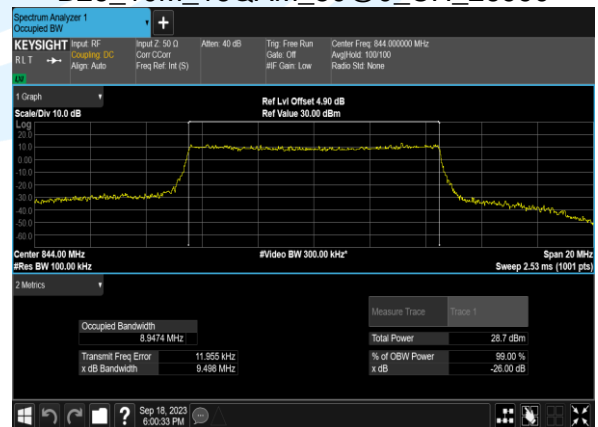 Spectrum Analyzer 1
Occupied BW
+
KEYSIGHT Input: RF Input Z: 50 Ω Atten: 40 dB Trig: Free Run Center Freq: 844.000000 MHz
RLT Coupling: DC Corr CCorr Gate: Off Avg|Hold: 100/100
Align: Auto Freq Ref: Int (S) #IF Gain: Low Radio Std: None
1 Graph
Ref Lvl Offset 4.90 dB
Scale/Div 10.0 dB Ref Value 30.00 dBm
Log
20.0
10.0
0.00
-10.0
-20.0
-30.0
-40.0
-50.0
-60.0
Center 844.00 MHz #Video BW 300.00 kHz* Span 20 MHz
#Res BW 100.00 kHz Sweep 2.53 ms (1001 pts)
2 Metrics
Measure Trace Trace 1
Occupied Bandwidth
8.9474 MHz
Total Power 28.7 dBm
Transmit Freq Error 11.955 kHz % of OBW Power 99.00 %
x dB Bandwidth 9.498 MHz x dB -26.00 dB
? Sep 18, 2023
6:00:33 PM